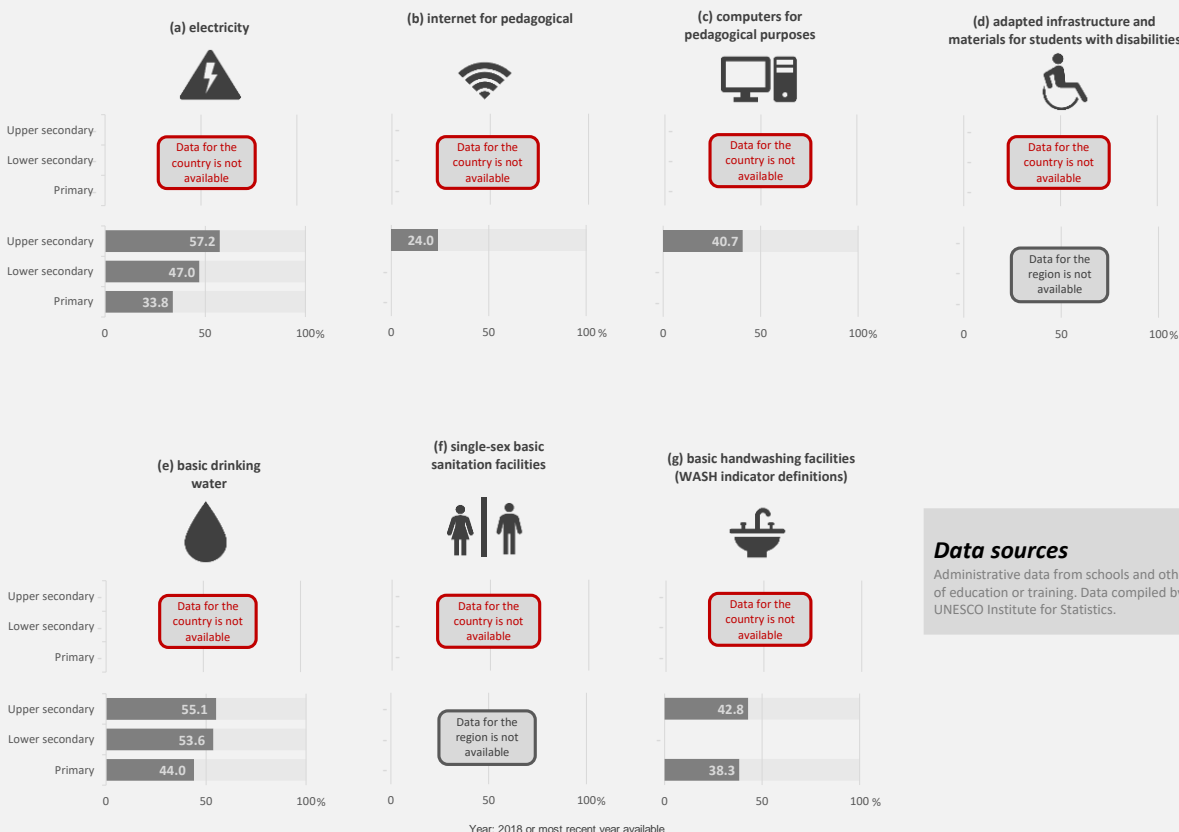 (a) electricity
(b) internet for pedagogical
(c) computers for
pedagogical purposes
(d) adapted infrastructure and
materials for students with disabilities
Upper secondary
Lower secondary
Primary
Data for the
country is not
available
Data for the
country is not
available
Data for the
country is not
available
Data for the
country is not
available
Upper secondary
57.2
24.0
40.7
Lower secondary
47.0
Primary
33.8
Data for the
region is not
available
0 50 100%
0 50 100%
0 50 100%
0 50 100%
(e) basic drinking
water
(f) single-sex basic
sanitation facilities
(g) basic handwashing facilities
(WASH indicator definitions)
Data sources
Administrative data from schools and oth
of education or training. Data compiled by
UNESCO Institute for Statistics.
Upper secondary
Lower secondary
Primary
Data for the
country is not
available
Data for the
country is not
available
Data for the
country is not
available
Upper secondary
55.1
Lower secondary
53.6
Primary
44.0
Data for the
region is not
available
42.8
38.3
0 50 100%
0 50 100%
0 50 100%
Year: 2018 or most recent year available